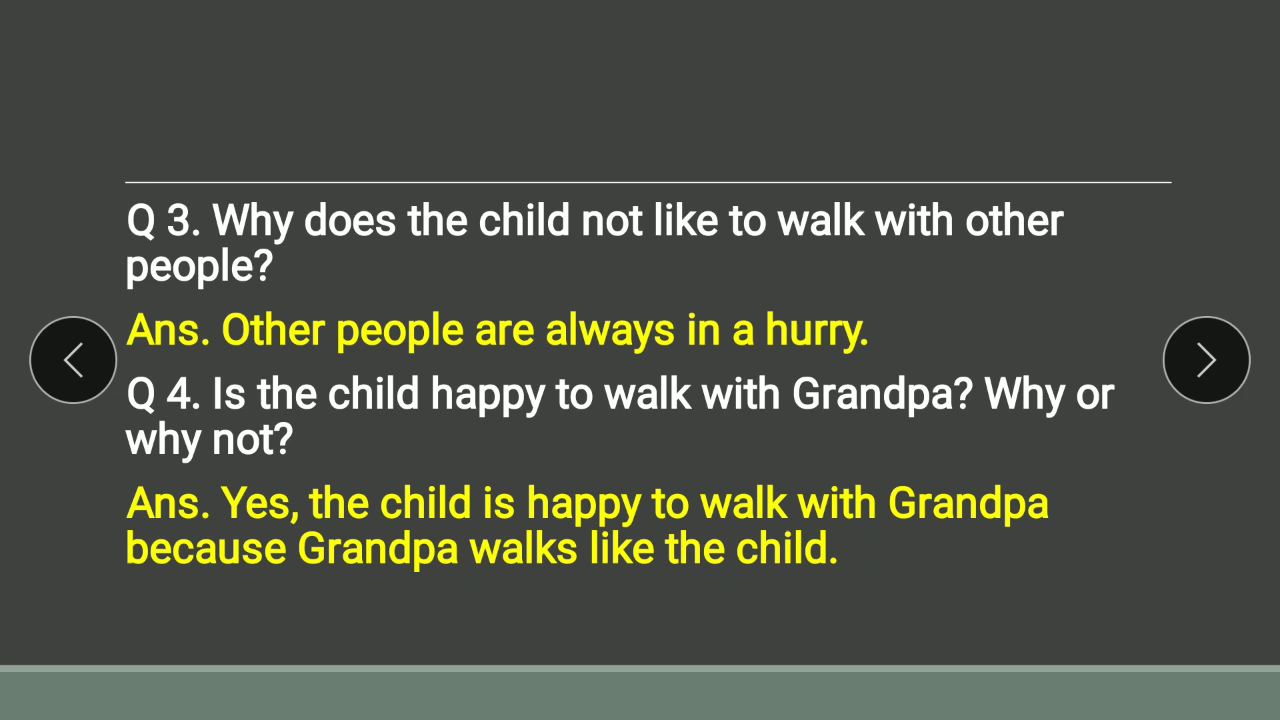 Q 3. Why does the child not like to walk with other
people?
Ans. Other people are always in a hurry.
Q 4. Is the child happy to walk with Grandpa? Why or
why not?
Ans. Yes, the child is happy to walk with Grandpa
because Grandpa walks like the child.